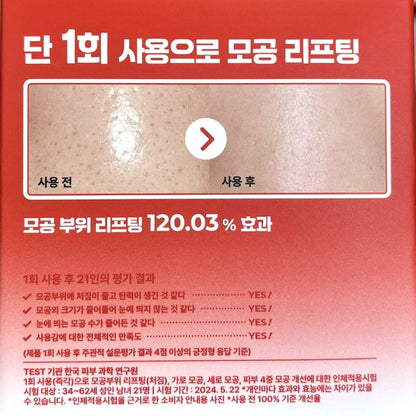 단 1회 사용으로 모공 리프팅
사용 전
사용 후
모공 부위 리프팅 120.03 % 효과
1회 사용 후 21인의 평가 결과
✓ 모공부위에 처짐이 줄고 탄력이 생긴 것 같다 ········ YES!
✓ 모공의 크기가 줄어들어 눈에 띄지 않는 것 같다 ········ YES!
✓ 눈에 띄는 모공 수가 줄어든 것 같다 ········ YES!
✓ 사용감에 대한 전체적인 만족도 ········ YES!
(제품 1회 사용 후 주관적 설문평가 결과 4점 이상의 긍정형 응답 기준)
TEST 기관 한국 피부 과학 연구원
1회 사용(즉각)으로 모공부위 리프팅(처짐), 가로 모공, 세로 모공, 피부 4중 모공 개선에 대한 인체적용시험
시험 대상 : 34~62세 성인 남녀 21명 I 시험 기간 : 2024. 5. 22 *개인마다 효과와 효능에는 차이가 있
을 수 있습니다. *인체적용시험을 근거로 한 소비자 안내용 사진 *사용 전 100% 기준 개선율